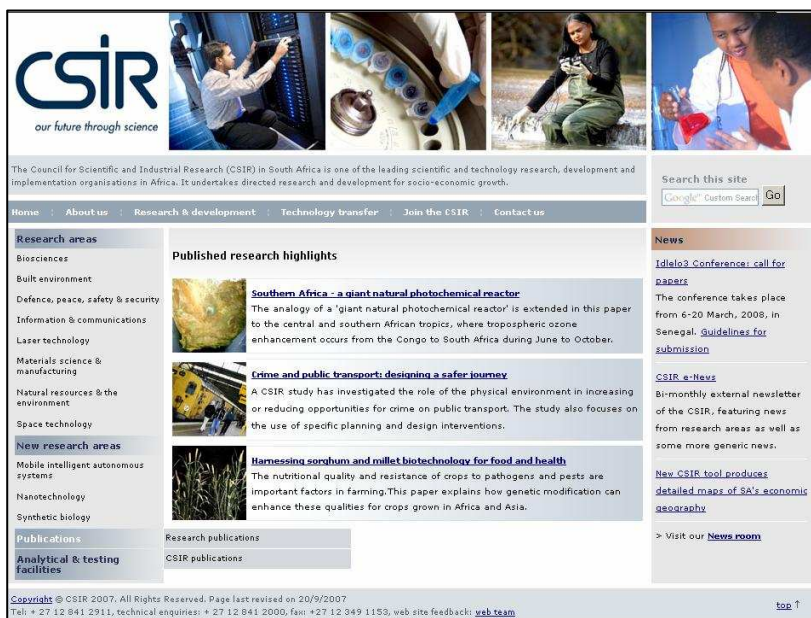 CSIR
our future through science
The Council for Scientific and Industrial Research (CSIR) in South Africa is one of the leading scientific and technology research, development and
implementation organisations in Africa. It undertakes directed research and development for socio-economic growth.
Search this site
Google™ Custom Search
Go
Home
About us
Research & development
Technology transfer
Join the CSIR
Contact us
Research areas
Biosciences
Built environment
Defence, peace, safety & security
Information & communications
Laser technology
Materials science &
manufacturing
Natural resources & the
environment
Space technology
New research areas
Mobile intelligent autonomous
systems
Nanotechnology
Synthetic biology
Publications
Analytical & testing
facilities
Research publications
CSIR publications
Published research highlights
Southern Africa - a giant natural photochemical reactor
The analogy of a 'giant natural photochemical reactor' is extended in this paper
to the central and southern African tropics, where tropospheric ozone
enhancement occurs from the Congo to South Africa during June to October.
Crime and public transport: designing a safer journey
A CSIR study has investigated the role of the physical environment in increasing
or reducing opportunities for crime on public transport. The study also focuses on
the use of specific planning and design interventions.
Harnessing sorghum and millet biotechnology for food and health
The nutritional quality and resistance of crops to pathogens and pests are
important factors in farming.This paper explains how genetic modification can
enhance these qualities for crops grown in Africa and Asia.
News
Idlelo3 Conference: call for
papers
The conference takes place
from 6-20 March, 2008, in
Senegal. Guidelines for
submission
CSIR e-News
Bi-monthly external newsletter
of the CSIR, featuring news
from research areas as well as
some more generic news.
New CSIR tool produces
detailed maps of SA's economic
geography
> Visit our News room
Copyright © CSIR 2007. All Rights Reserved. Page last revised on 20/9/2007
Tel: + 27 12 841 2911, technical enquiries: + 27 12 841 2000, fax: +27 12 349 1153, web site feedback: web team
top ↑